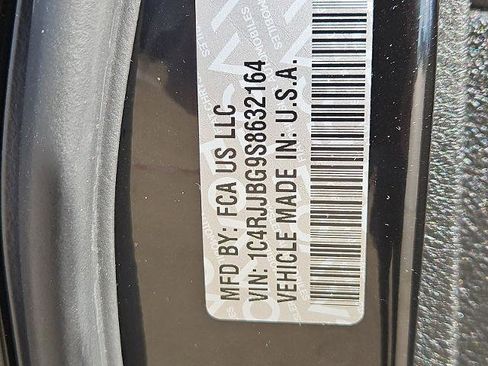 MFD BY: FCA US LLC
VIN: 1C4RJJBG9S8632164
VEHICLE MADE IN: U.S.A.